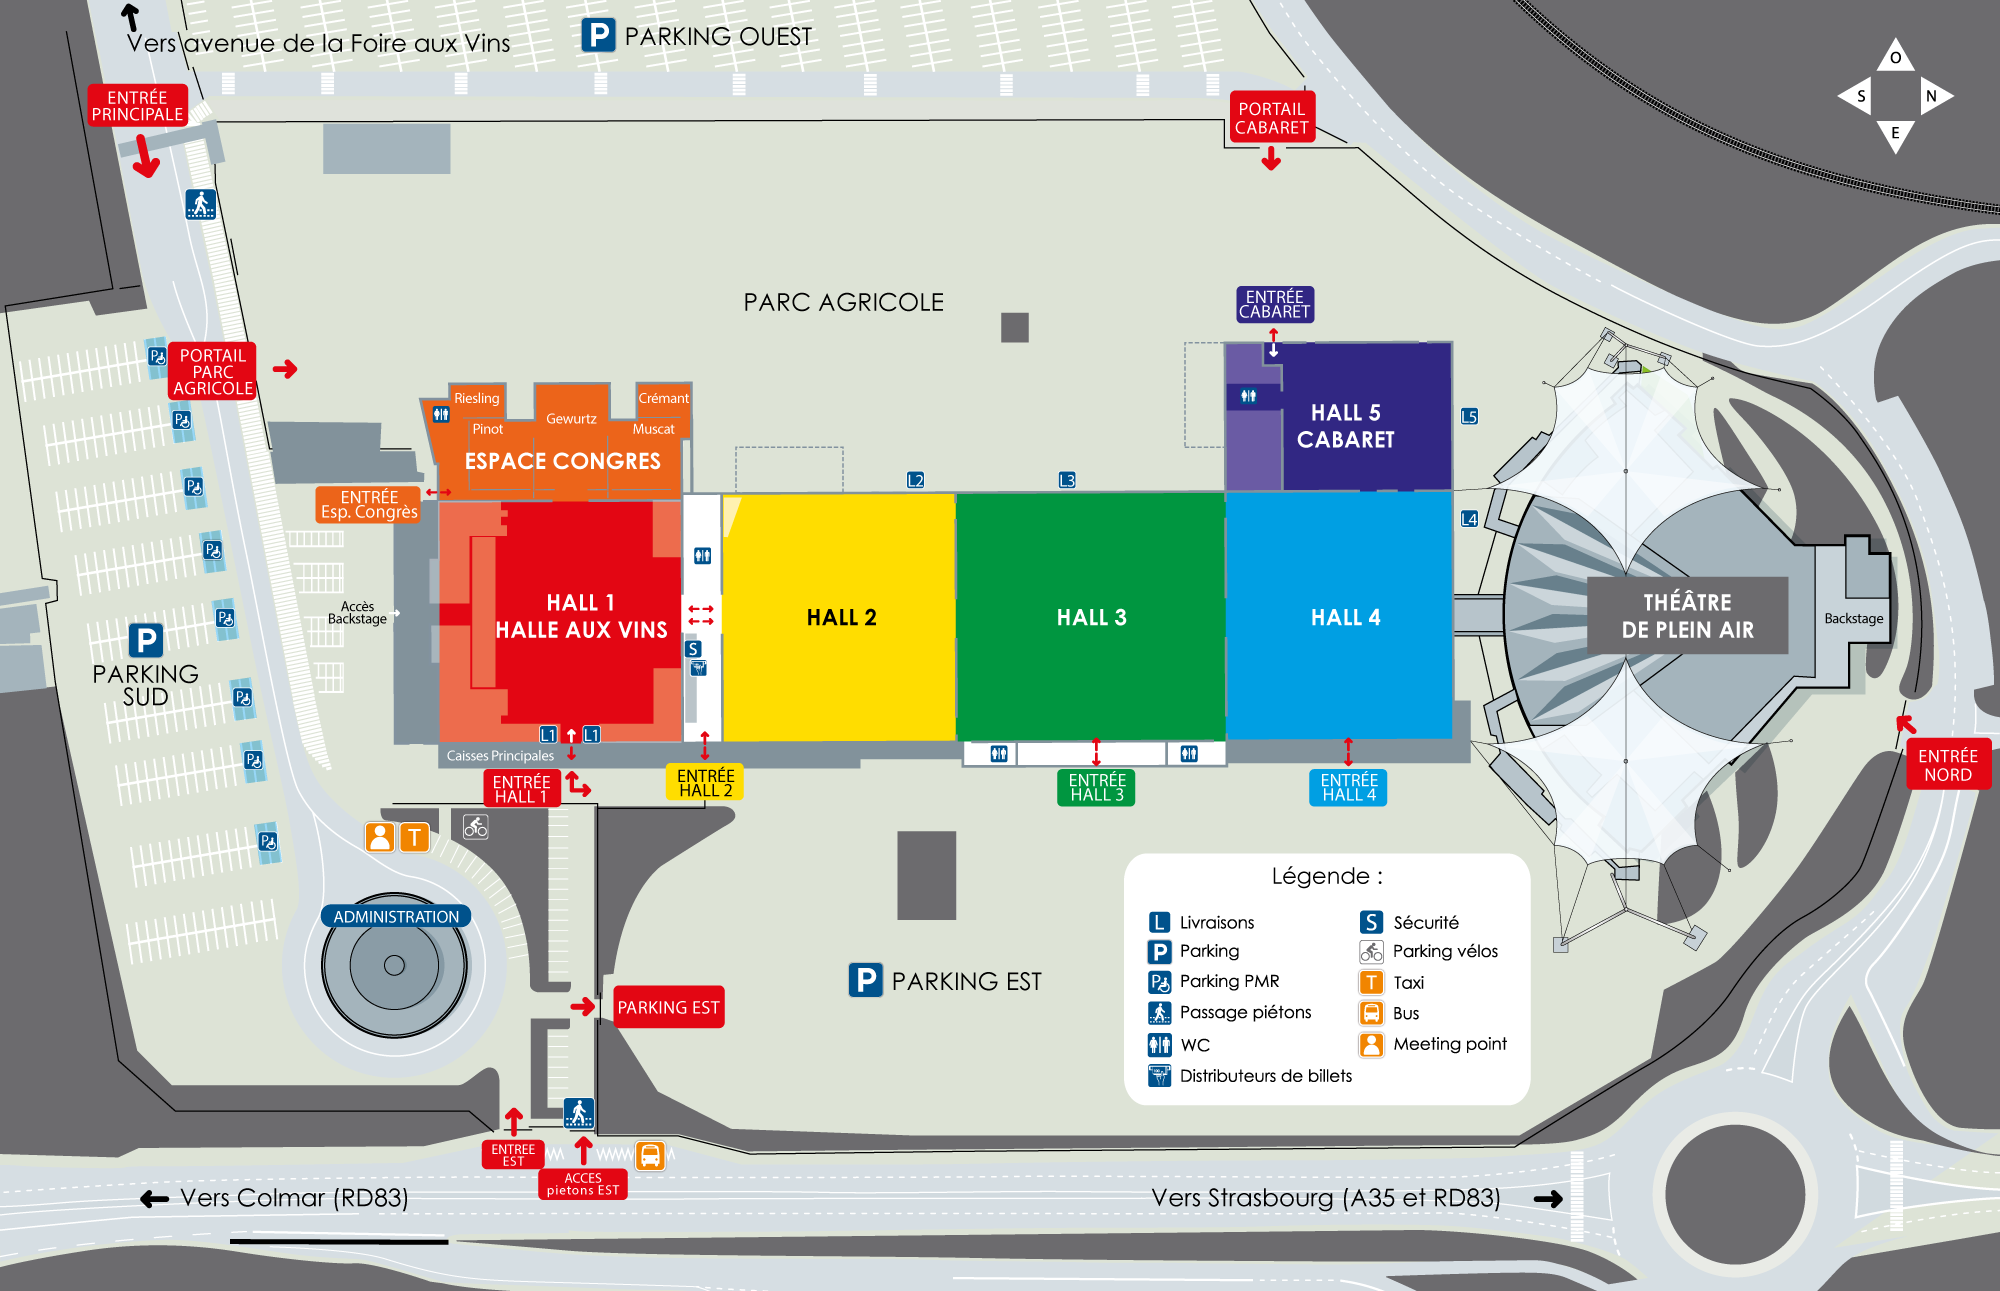 Vers avenue de la Foire aux Vins
P PARKING OUEST
ENTRÉE
PRINCIPALE
PORTAIL
CABARET
O
S
N
E
PARC AGRICOLE
ENTRÉE
CABARET
PORTAIL
PARC
AGRICOLE
P
P
P
P
P
P
P
P
Riesling
Gewurtz
Crémant
Pinot
Muscat
ESPACE CONGRES
ENTRÉE
Esp. Congrès
HALL 5
CABARET
L5
L2
L3
L4
HALL 1
HALLE AUX VINS
HALL 2
HALL 3
HALL 4
THÉÂTRE
DE PLEIN AIR
Backstage
Accès
Backstage
S
P
PARKING
SUD
L1
L1
Caisses Principales
ENTRÉE
HALL 1
ENTRÉE
HALL 2
ENTRÉE
HALL 3
ENTRÉE
HALL 4
ENTRÉE
NORD
T
ADMINISTRATION
P PARKING EST
PARKING EST
Légende :
L Livraisons
P Parking
P Parking PMR
Passage piétons
WC
Distributeurs de billets
S Sécurité
Parking vélos
T Taxi
Bus
Meeting point
ENTREE
EST
ACCES
pietons EST
Vers Colmar (RD83)
Vers Strasbourg (A35 et RD83)